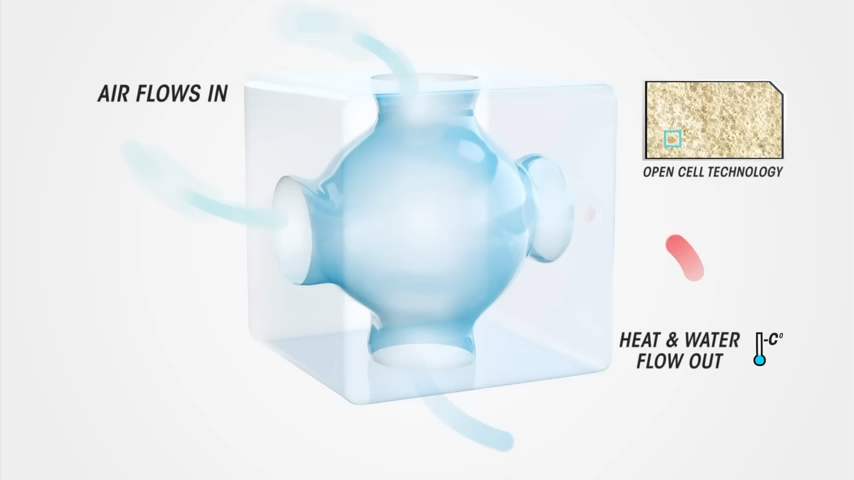 AIR FLOWS IN
OPEN CELL TECHNOLOGY
HEAT & WATER
FLOW OUT
-C°